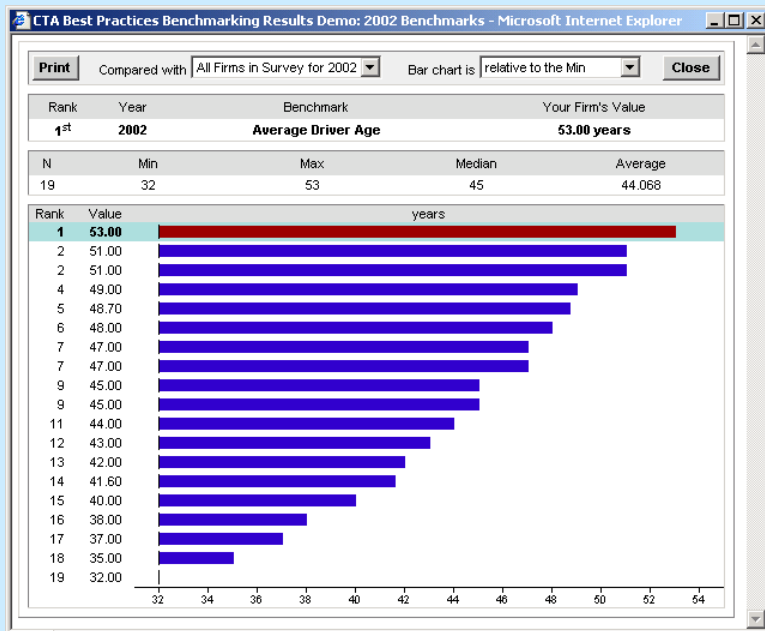 CTA Best Practices Benchmarking Results Demo: 2002 Benchmarks - Microsoft Internet Explorer
Print Compared with All Firms in Survey for 2002 Bar chart is relative to the Min Close
Rank Year Benchmark Your Firm's Value
1st 2002 Average Driver Age 53.00 years
N Min Max Median Average
19 32 53 45 44.068
Rank Value years
1 53.00
2 51.00
2 51.00
4 49.00
5 48.70
6 48.00
7 47.00
7 47.00
9 45.00
9 45.00
11 44.00
12 43.00
13 42.00
14 41.60
15 40.00
16 38.00
17 37.00
18 35.00
19 32.00
32 34 36 38 40 42 44 46 48 50 52 54